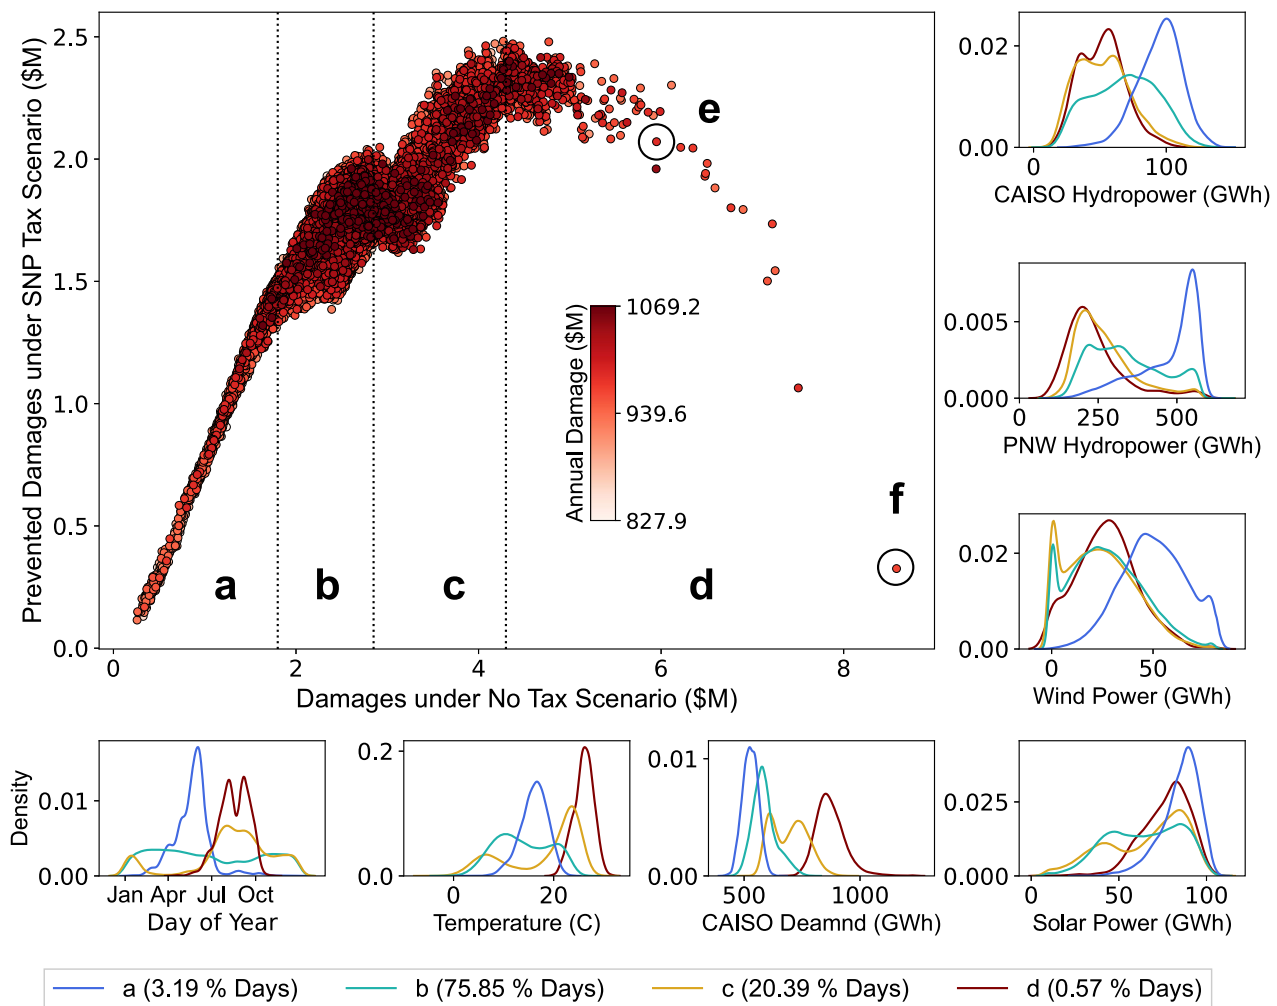 Prevented Damages under SNP Tax Scenario ($M)
2.5
2.0
1.5
1.0
0.5
0.0
0
2
4
6
8
Damages under No Tax Scenario ($M)
a
b
c
d
e
f
Annual Damage ($M)
1069.2
939.6
827.9
0.02
0.00
0
100
CAISO Hydropower (GWh)
0.005
0.000
0
250
500
PNW Hydropower (GWh)
0.02
0.00
0
50
Wind Power (GWh)
Density
0.01
0.00
Jan
Apr
Jul
Oct
Day of Year
0.2
0.0
0
20
Temperature (C)
0.01
0.00
500
1000
CAISO Deamnd (GWh)
0.025
0.000
0
50
100
Solar Power (GWh)
a (3.19 % Days)
b (75.85 % Days)
c (20.39 % Days)
d (0.57 % Days)